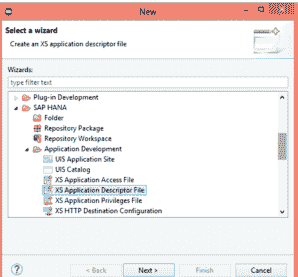 New
Select a wizard
Create an XS application descriptor file
Wizards:
type filter text
Plug-in Development
SAP HANA
Folder
Repository Package
Repository Workspace
Application Development
UIS Application Site
UIS Catalog
XS Application Access File
XS Application Descriptor File
XS Application Privileges File
XS HTTP Destination Configuration
?
< Back
Next >
Finish
Cancel